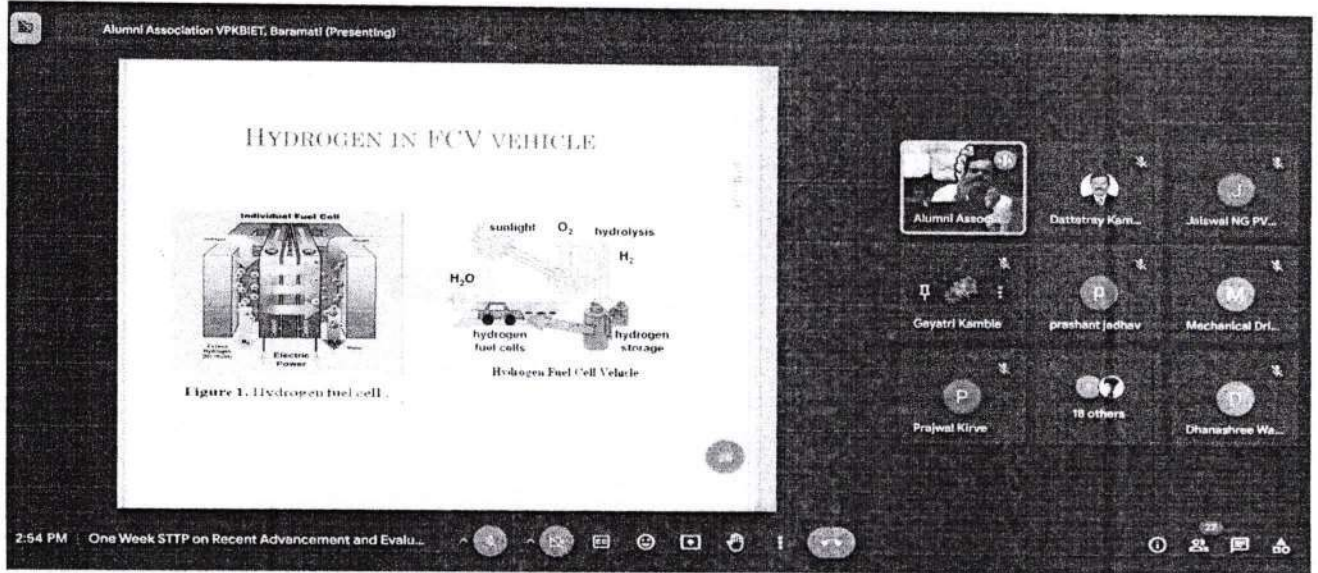 Alumni Association VPKBIET, Baramati (Presenting)
HYDROGEN IN FCV VEHICLE
Individual Fuel Cell
Electric
Power
Figure 1. Hydrogen fuel cell .
sunlight O₂ hydrolysis
H₂
H₂O
hydrogen
fuel cells
hydrogen
storage
Hydrogen Fuel Cell Vehicle
Alumni Associa...
Dattatray Kam...
Jaiswal NG PV...
Gayatri Kamble
P
prashant jadhav
M
Mechanical Dri...
P
Prajwal Kirve
18 others
D
Dhanashree Wa...
2:54 PM
One Week STTP on Recent Advancement and Evalu...
27